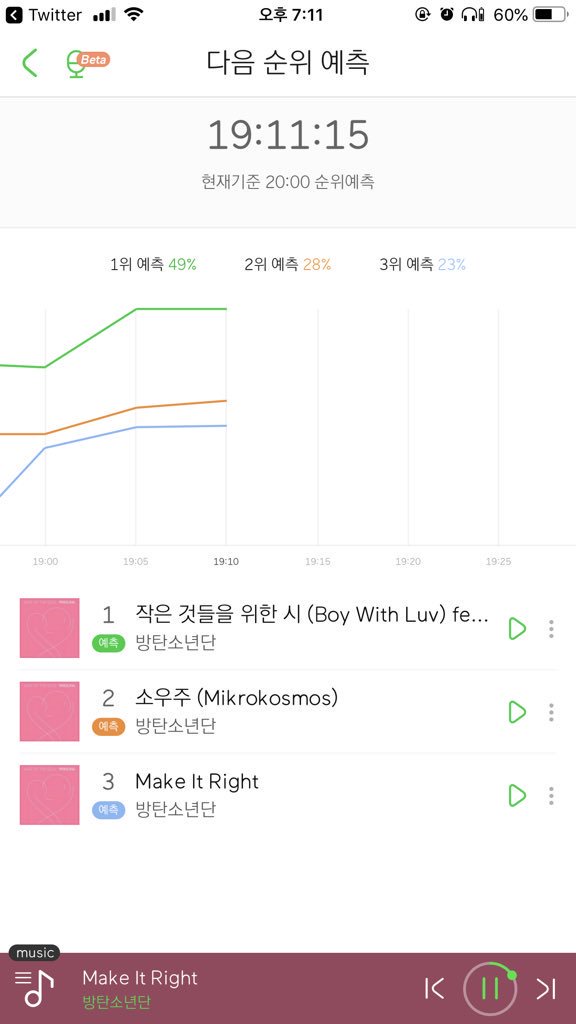 Twitter 오후 7:11 60%
Beta 다음 순위 예측
19:11:15
현재기준 20:00 순위예측
1위 예측 49% 2위 예측 28% 3위 예측 23%
19:00 19:05 19:10 19:15 19:20 19:25
1 작은 것들을 위한 시 (Boy With Luv) fe...
예측 방탄소년단
2 소우주 (Mikrokosmos)
예측 방탄소년단
3 Make It Right
예측 방탄소년단
music
Make It Right
방탄소년단